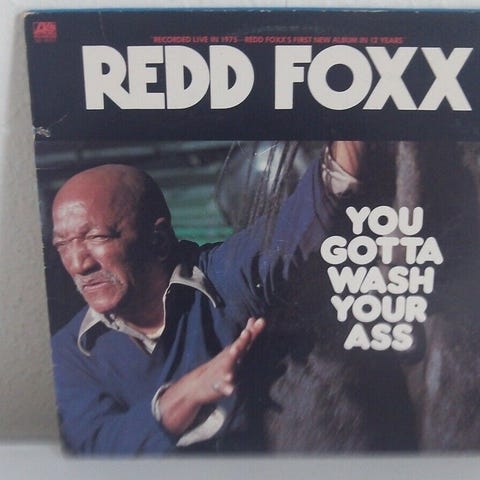 "RECORDED LIVE IN 1975—REDD FOXX'S FIRST NEW ALBUM IN 12 YEARS"
REDD FOXX
YOU
GOTTA
WASH
YOUR
ASS